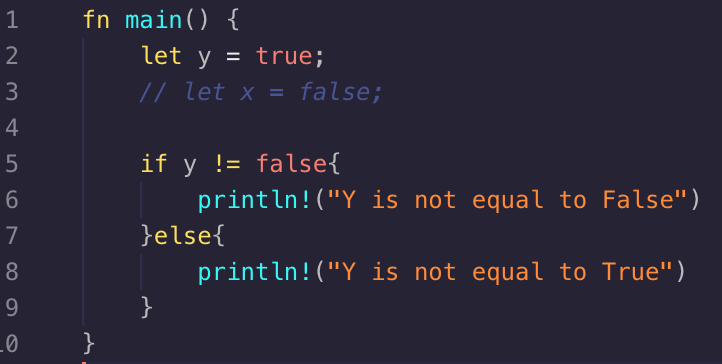 1 fn main() {
2 let y = true;
3 // let x = false;
4
5 if y != false{
6 println!("Y is not equal to False")
7 }else{
8 println!("Y is not equal to True")
9 }
10 }